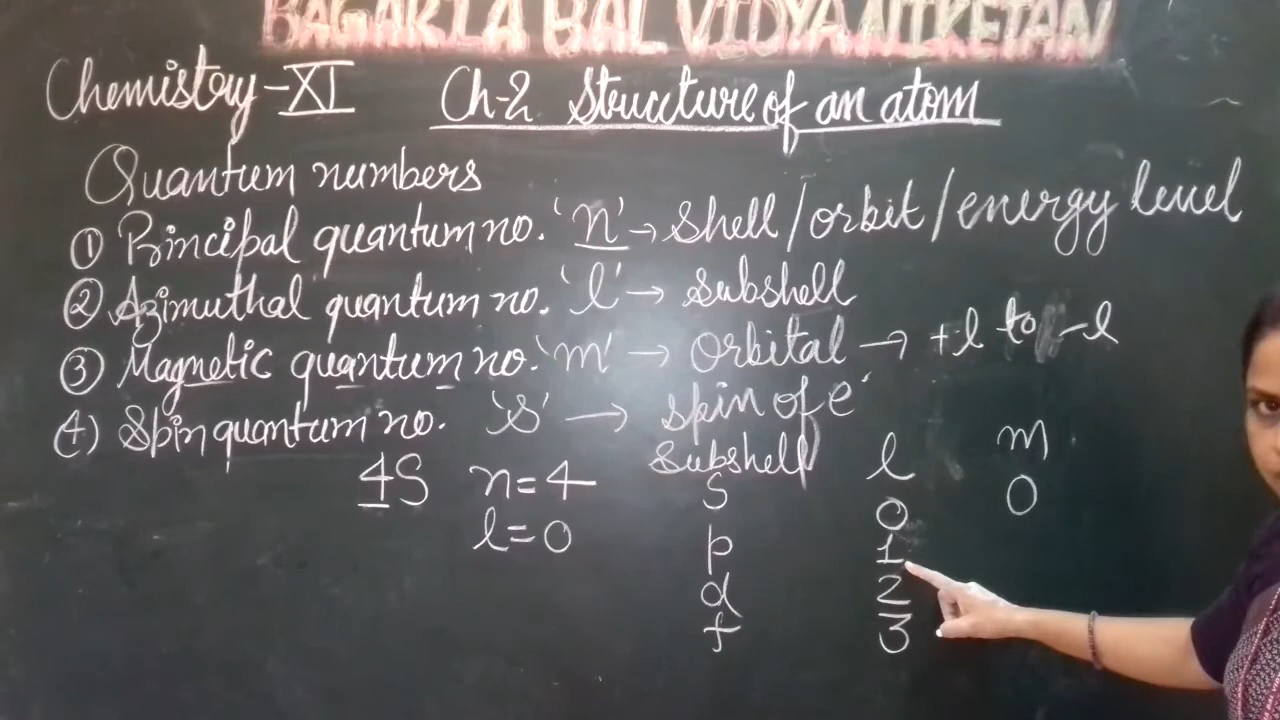 BAGARIA BAL VIDYA NIKETAN
Chemistry-XI Ch-2 Structure of an atom
Quantum numbers
① Principal quantum no. 'n' → Shell/orbit/energy level
② Azimuthal quantum no. 'l' → Subshell
③ Magnetic quantum no. 'm' → Orbital → +l to -l
(4) Spin quantum no. 's' → spin of e⁻
Subshell l m
4S n=4 S 0 0
l=0 p 1
d 2
f 3